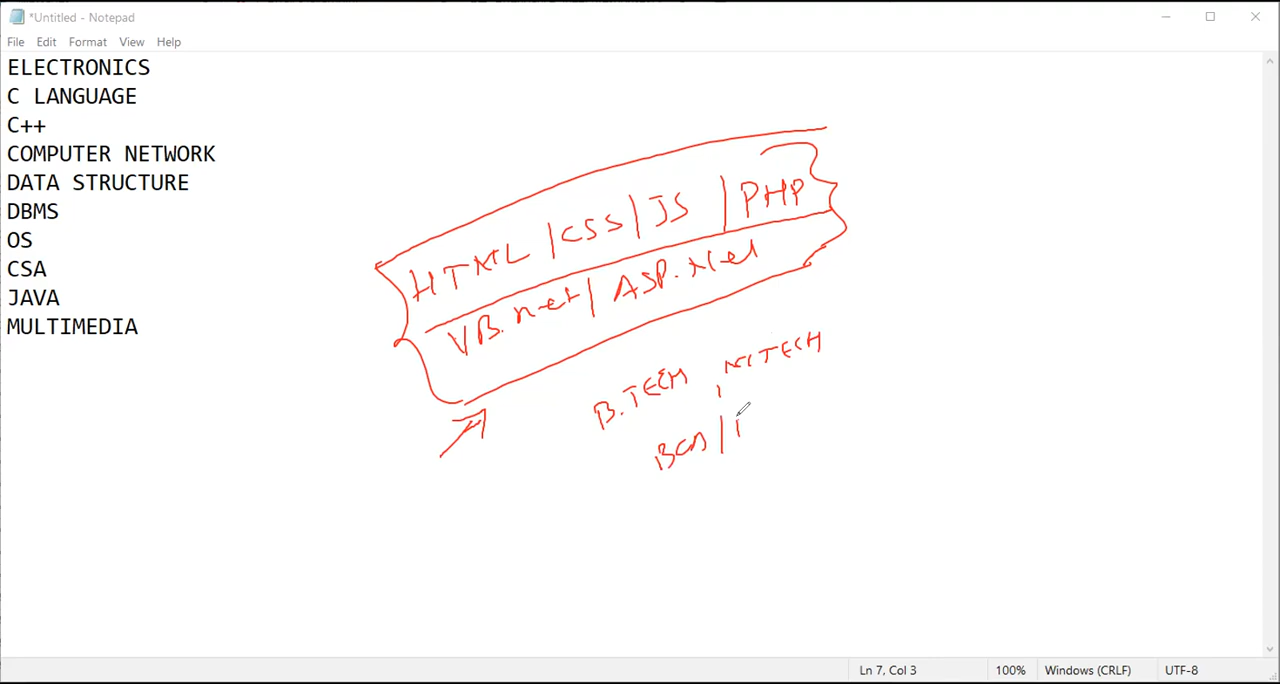 *Untitled - Notepad
File Edit Format View Help
ELECTRONICS
C LANGUAGE
C++
COMPUTER NETWORK
DATA STRUCTURE
DBMS
OS
CSA
JAVA
MULTIMEDIA
HTML | CSS | JS | PHP
VB.net | ASP.Net
B.TECH
BCA |
Ln 7, Col 3 100% Windows (CRLF) UTF-8